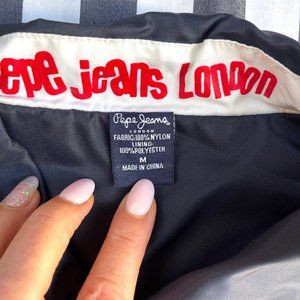 epe jeans LONDON
Pepe Jeans
LONDON
FABRIC:100%NYLON
LINING:
100%POLYESTER
M
MADE IN CHINA